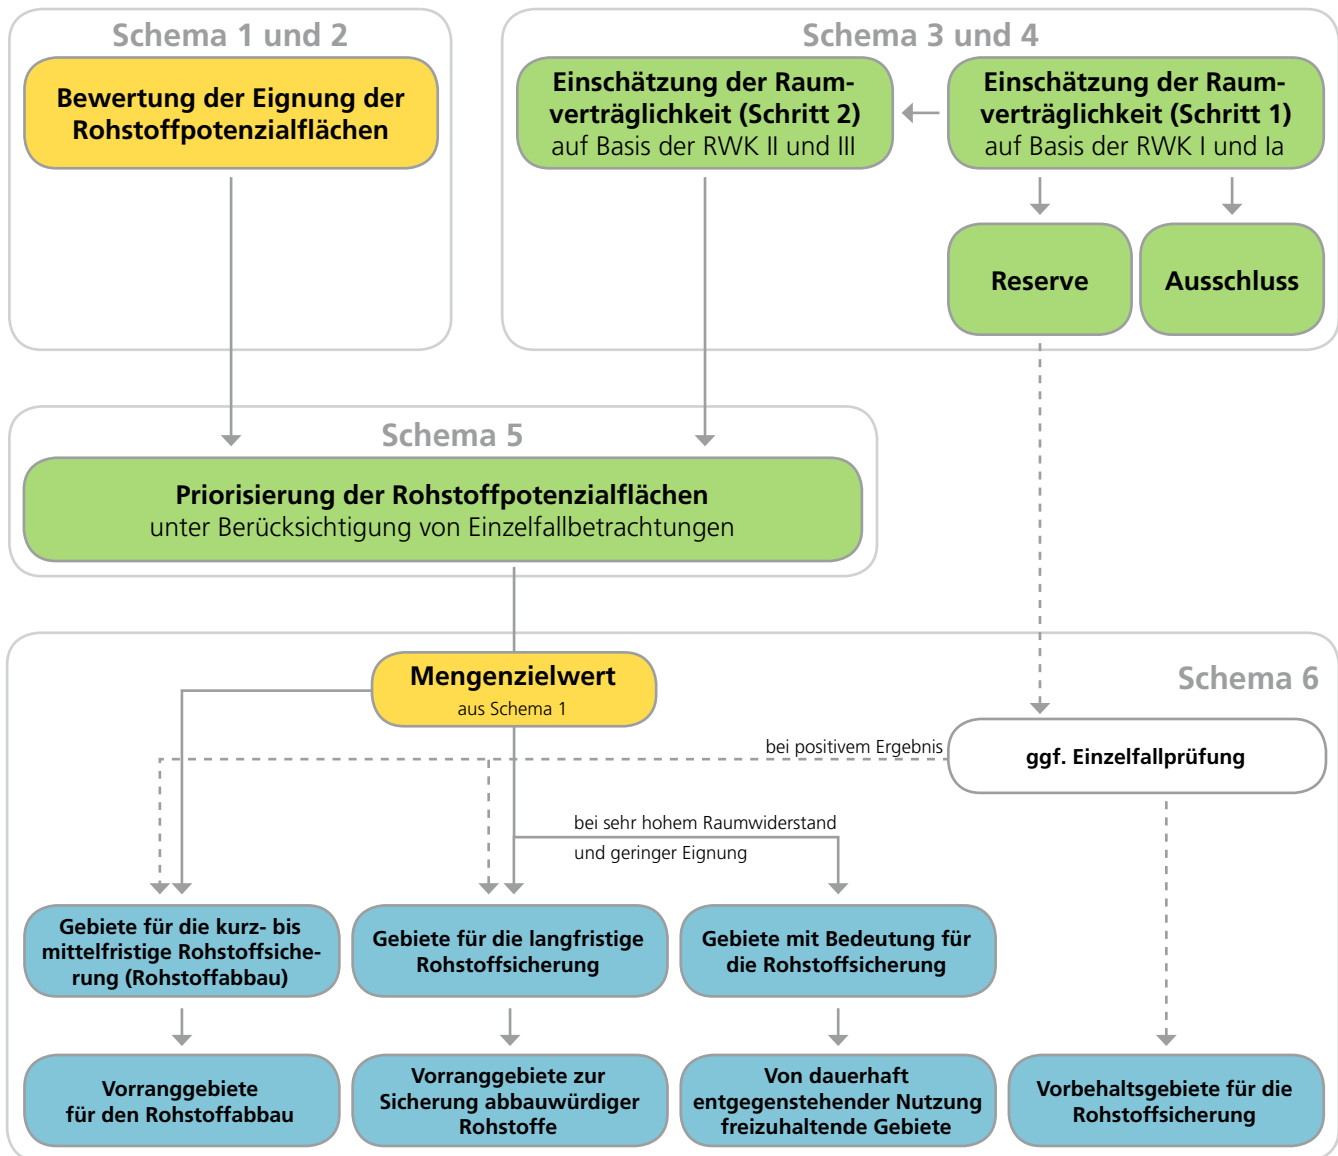 Schema 1 und 2
Bewertung der Eignung der
Rohstoffpotenzialflächen
Schema 3 und 4
Einschätzung der Raum-
verträglichkeit (Schritt 2)
auf Basis der RWK II und III
Einschätzung der Raum-
verträglichkeit (Schritt 1)
auf Basis der RWK I und Ia
Reserve
Ausschluss
Schema 5
Priorisierung der Rohstoffpotenzialflächen
unter Berücksichtigung von Einzelfallbetrachtungen
Schema 6
Mengenzielwert
aus Schema 1
bei positivem Ergebnis
ggf. Einzelfallprüfung
bei sehr hohem Raumwiderstand
und geringer Eignung
Gebiete für die kurz- bis
mittelfristige Rohstoffsiche-
rung (Rohstoffabbau)
Gebiete für die langfristige
Rohstoffsicherung
Gebiete mit Bedeutung für
die Rohstoffsicherung
Vorranggebiete
für den Rohstoffabbau
Vorranggebiete zur
Sicherung abbauwürdiger
Rohstoffe
Von dauerhaft
entgegenstehender Nutzung
freizuhaltende Gebiete
Vorbehaltsgebiete für die
Rohstoffsicherung